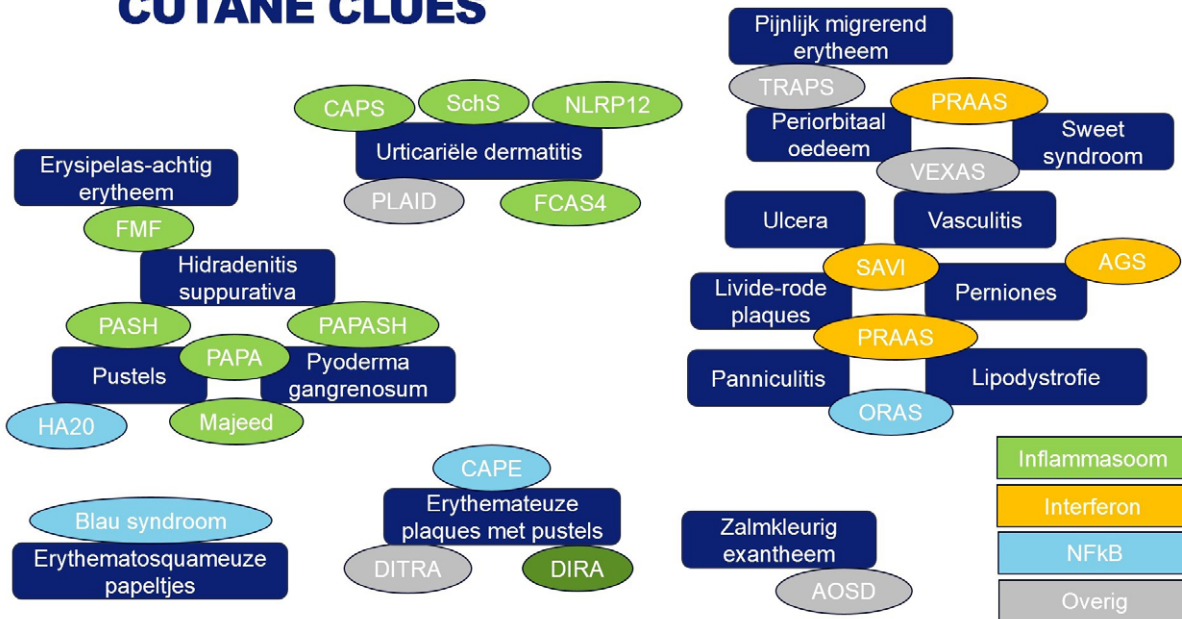 CUTANE CLUES
Pijnlijk migrerend
erytheem
TRAPS
PRAAS
Periorbitaal
oedeem
Sweet
syndroom
VEXAS
Ulcera
Vasculitis
SAVI
AGS
Livide-rode
plaques
Perniones
PRAAS
Panniculitis
Lipodystrofie
ORAS
CAPS
SchS
NLRP12
Urticariële dermatitis
PLAID
FCAS4
Erysipelas-achtig
erytheem
FMF
Hidradenitis
suppurativa
PASH
PAPASH
PAPA
Pustels
Pyoderma
gangrenosum
HA20
Majeed
Blau syndroom
Erythematosquameuze
papeltjes
CAPE
Erythemateuze
plaques met pustels
DITRA
DIRA
Zalmkleurig
exantheem
AOSD
Inflammasoom
Interferon
NFkB
Overig